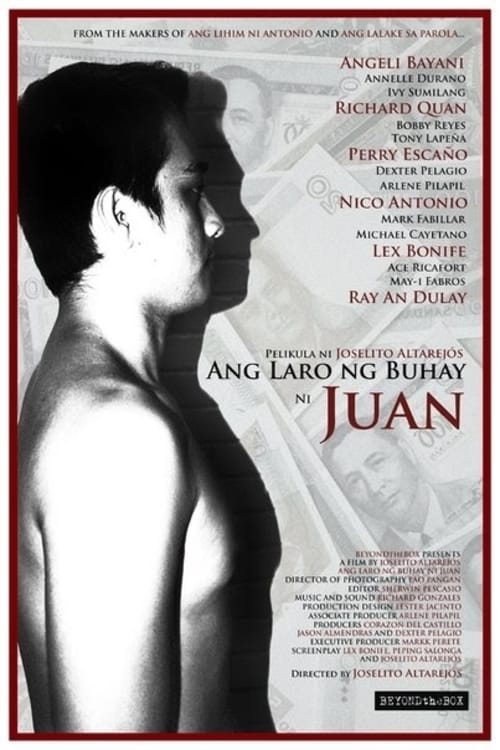 FROM THE MAKERS OF ANG LIHIM NI ANTONIO AND ANG LALAKE SA PAROLA...
ANGELI BAYANI
ANNELLE DURANO
IVY SUMILANG
RICHARD QUAN
BOBBY REYES
TONY LAPEÑA
PERRY ESCAÑO
DEXTER PELAGIO
ARLENE PILAPIL
NICO ANTONIO
MARK FABILLAR
MICHAEL CAYETANO
LEX BONIFE
ACE RICAFORT
MAY-I FABROS
RAY AN DULAY
PELIKULA NI JOSELITO ALTAREJÓS
ANG LARO NG BUHAY
NI JUAN
BEYONDTHEBOX PRESENTS
A FILM BY JOSELITO ALTAREJÓS
ANG LARO NG BUHAY NI JUAN
DIRECTOR OF PHOTOGRAPHY PAO PANGAN
EDITOR SHERWIN PESCASIO
MUSIC AND SOUND RICHARD GONZALES
PRODUCTION DESIGN LESTER JACINTO
ASSOCIATE PRODUCER ARLENE PILAPIL
PRODUCERS CORAZON DEL CASTILLO
JASON ALMENDRAS AND DEXTER PELAGIO
EXECUTIVE PRODUCER MARKK PERETE
SCREENPLAY LEX BONIFE, PEPING SALONGA
AND JOSELITO ALTAREJÓS
DIRECTED BY JOSELITO ALTAREJÓS
BEYONDtheBOX